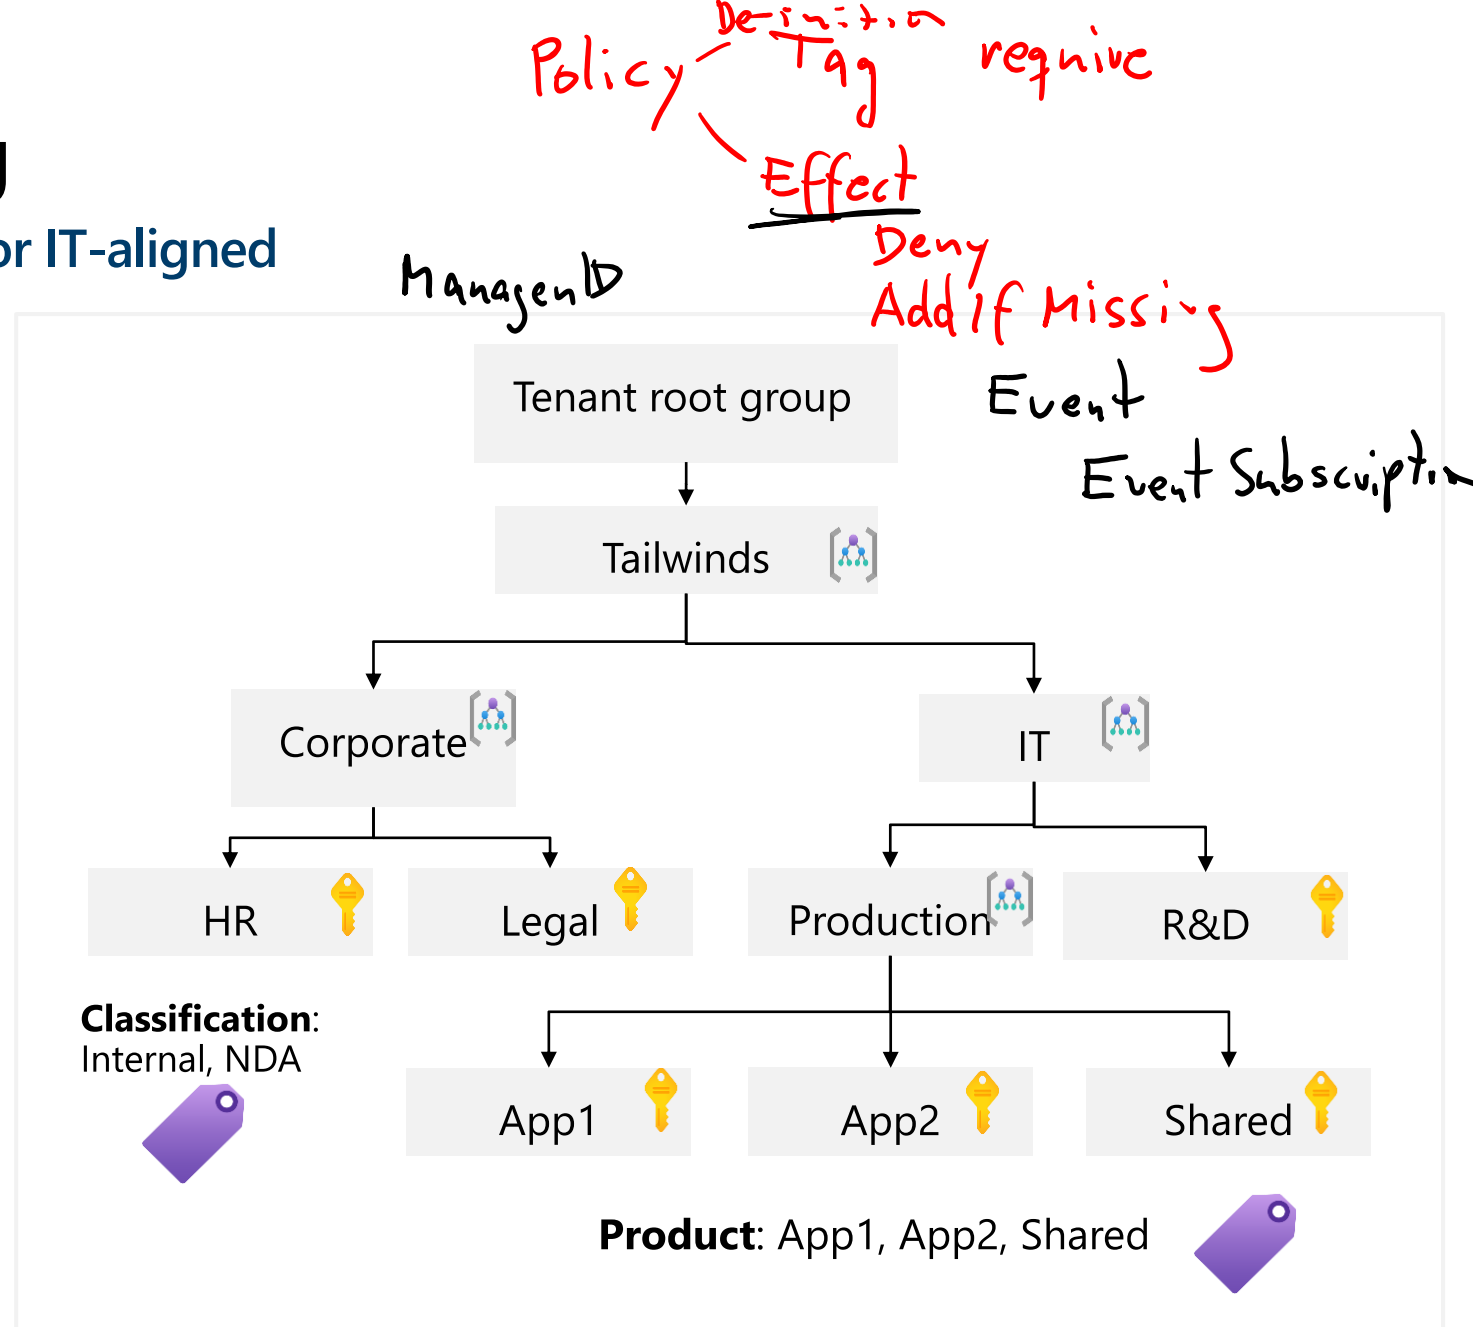 Definition
Policy Tag require
Effect
or IT-aligned
Deny
ManagenID
Add If Missing
Tenant root group
Event
Event Subscription
Tailwinds
Corporate
IT
HR
Legal
Production
R&D
Classification:
Internal, NDA
App1
App2
Shared
Product: App1, App2, Shared